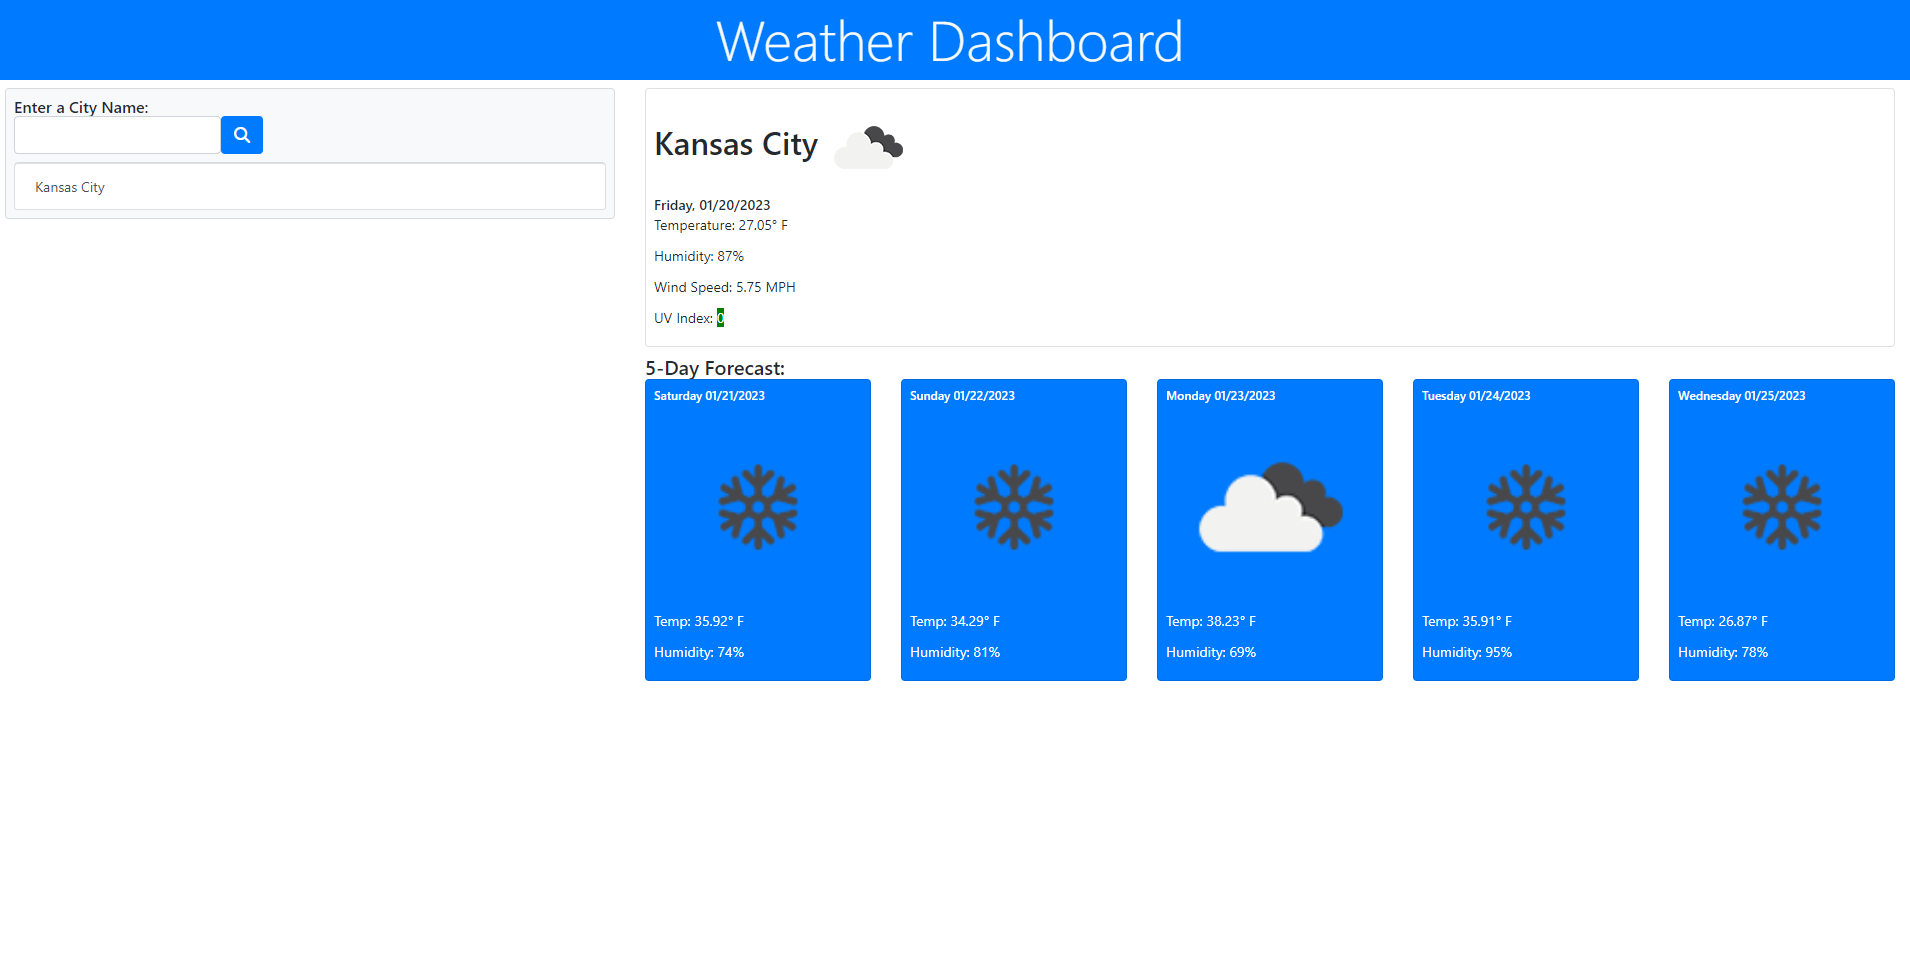 Weather Dashboard
Enter a City Name:
Kansas City
Kansas City
Friday, 01/20/2023
Temperature: 27.05° F
Humidity: 87%
Wind Speed: 5.75 MPH
UV Index: 0
5-Day Forecast:
Saturday 01/21/2023
Temp: 35.92° F
Humidity: 74%
Sunday 01/22/2023
Temp: 34.29° F
Humidity: 81%
Monday 01/23/2023
Temp: 38.23° F
Humidity: 69%
Tuesday 01/24/2023
Temp: 35.91° F
Humidity: 95%
Wednesday 01/25/2023
Temp: 26.87° F
Humidity: 78%